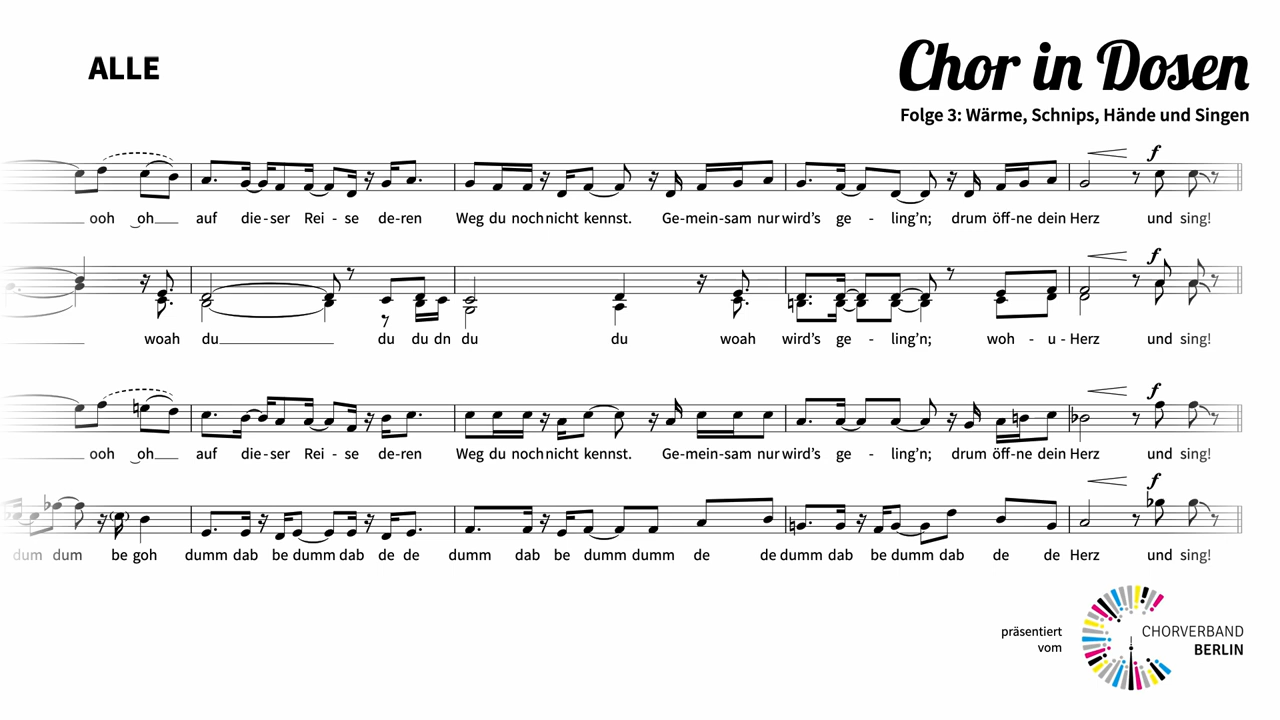 ALLE
Chor in Dosen
Folge 3: Wärme, Schnips, Hände und Singen
f
ooh oh auf die-ser Rei - se de-ren Weg du noch nicht kennst. Ge-mein-sam nur wird's ge - ling'n; drum öff-ne dein Herz und sing!
f
woah du du du dn du du woah wird's ge - ling'n; woh - u - Herz und sing!
f
ooh oh auf die-ser Rei - se de-ren Weg du noch nicht kennst. Ge-mein-sam nur wird's ge - ling'n; drum öff-ne dein Herz und sing!
f
dum dum be goh dumm dab be dumm dab de de dumm dab be dumm dumm de de dumm dab be dumm dab de de Herz und sing!
präsentiert
vom
CHORVERBAND
BERLIN